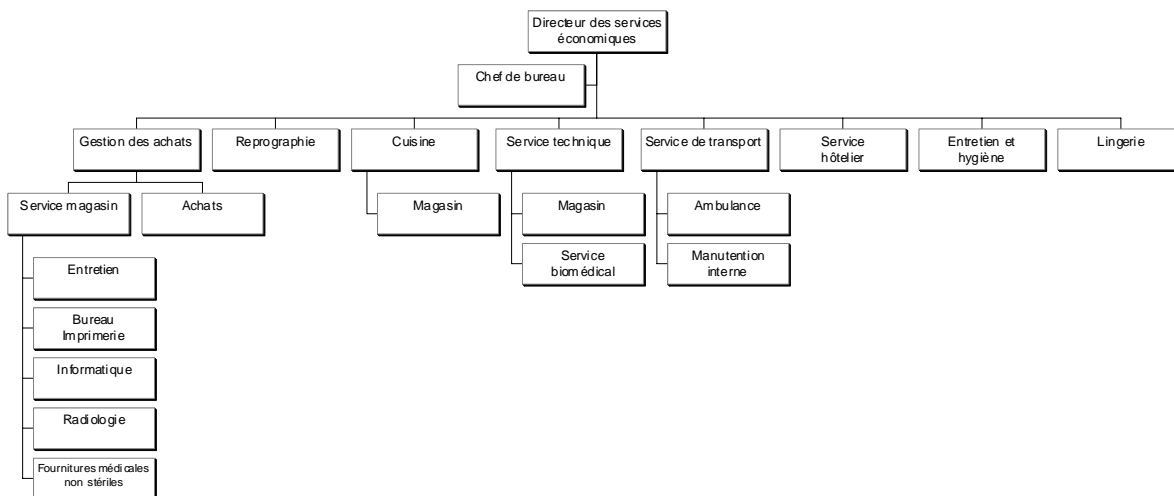 Directeur des services
économiques
Chef de bureau
Gestion des achats
Reprographie
Cuisine
Service technique
Service de transport
Service
hôtelier
Entretien et
hygiène
Lingerie
Service magasin
Achats
Magasin
Magasin
Ambulance
Service
biomédical
Manutention
interne
Entretien
Bureau
Imprimerie
Informatique
Radiologie
Fournitures médicales
non stériles